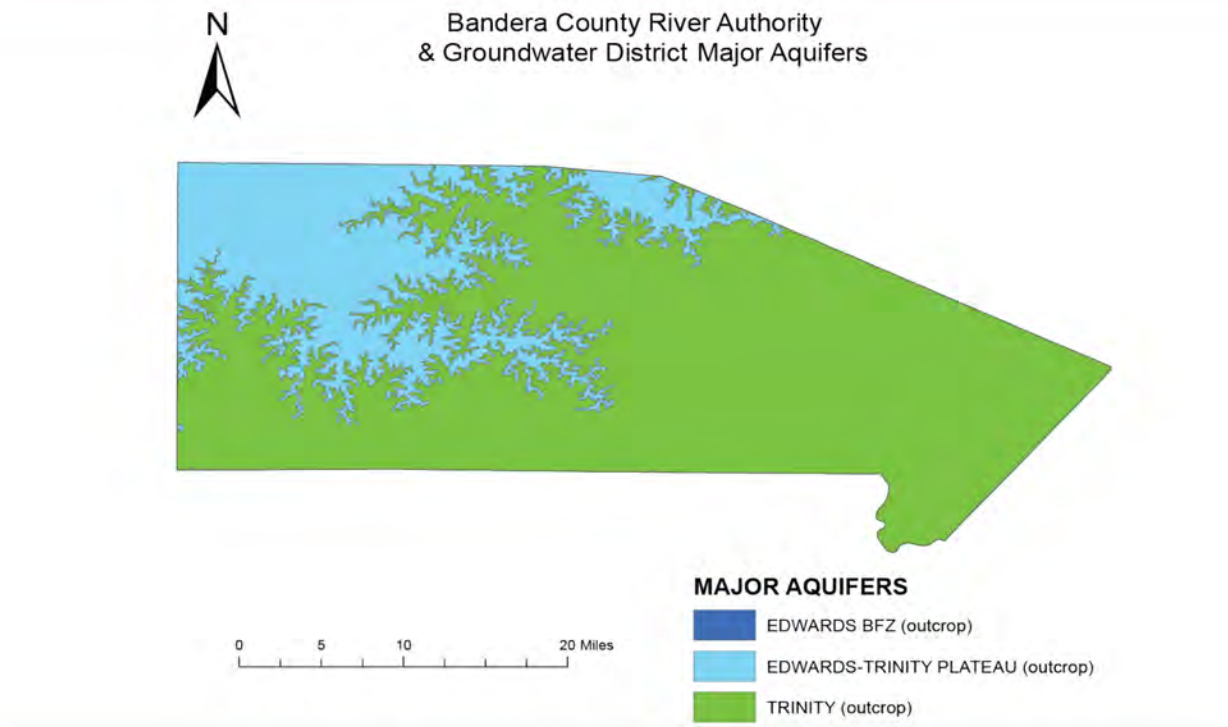 N
Bandera County River Authority
& Groundwater District Major Aquifers
0 5 10 20 Miles
MAJOR AQUIFERS
EDWARDS BFZ (outcrop)
EDWARDS-TRINITY PLATEAU (outcrop)
TRINITY (outcrop)